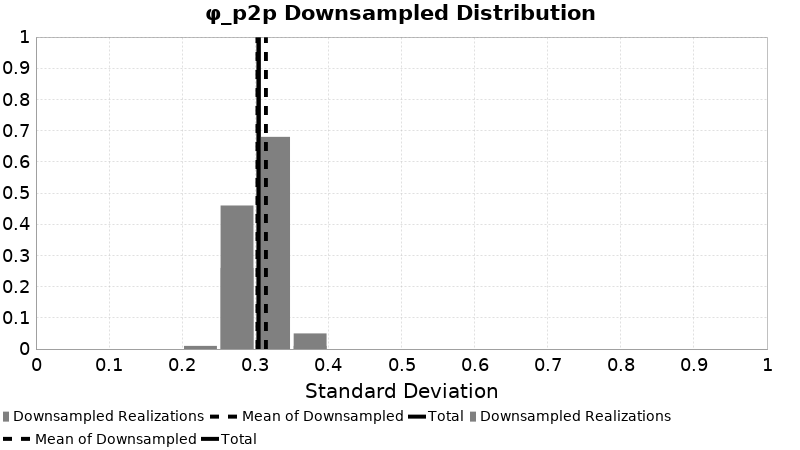 φ_p2p Downsampled Distribution
1
0.9
0.8
0.7
0.6
0.5
0.4
0.3
0.2
0.1
0
0 0.1 0.2 0.3 0.4 0.5 0.6 0.7 0.8 0.9 1
Standard Deviation
Downsampled Realizations Mean of Downsampled Total Downsampled Realizations
Mean of Downsampled Total